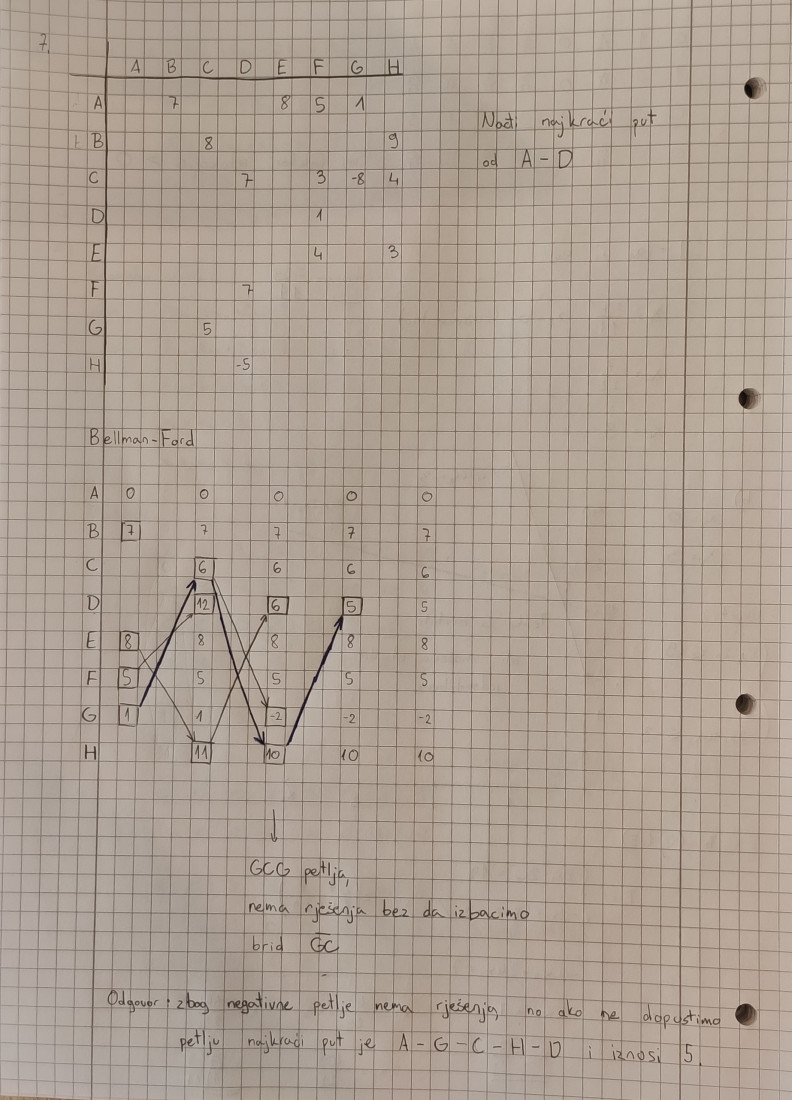 7.
A B C D E F G H
A 7 8 5 1
B 8 9
C 7 3 -8 4
D 1
E 4 3
F 7
G 5
H -5
Nađi najkraći put
od A - D
Bellman-Ford
A 0 0 0 0 0
B 7 7 7 7 7
C 6 6 6 6
D 12 6 5 5
E 8 8 8 8 8
F 5 5 5 5 5
G 1 1 -2 -2 -2
H 11 10 10 10
GCG petlja,
nema rješenja bez da izbacimo
brid GC
Odgovor: zbog negativne petlje nema rješenja, no ako ne dopustimo
petlju najkraći put je A - G - C - H - D i iznosi 5.